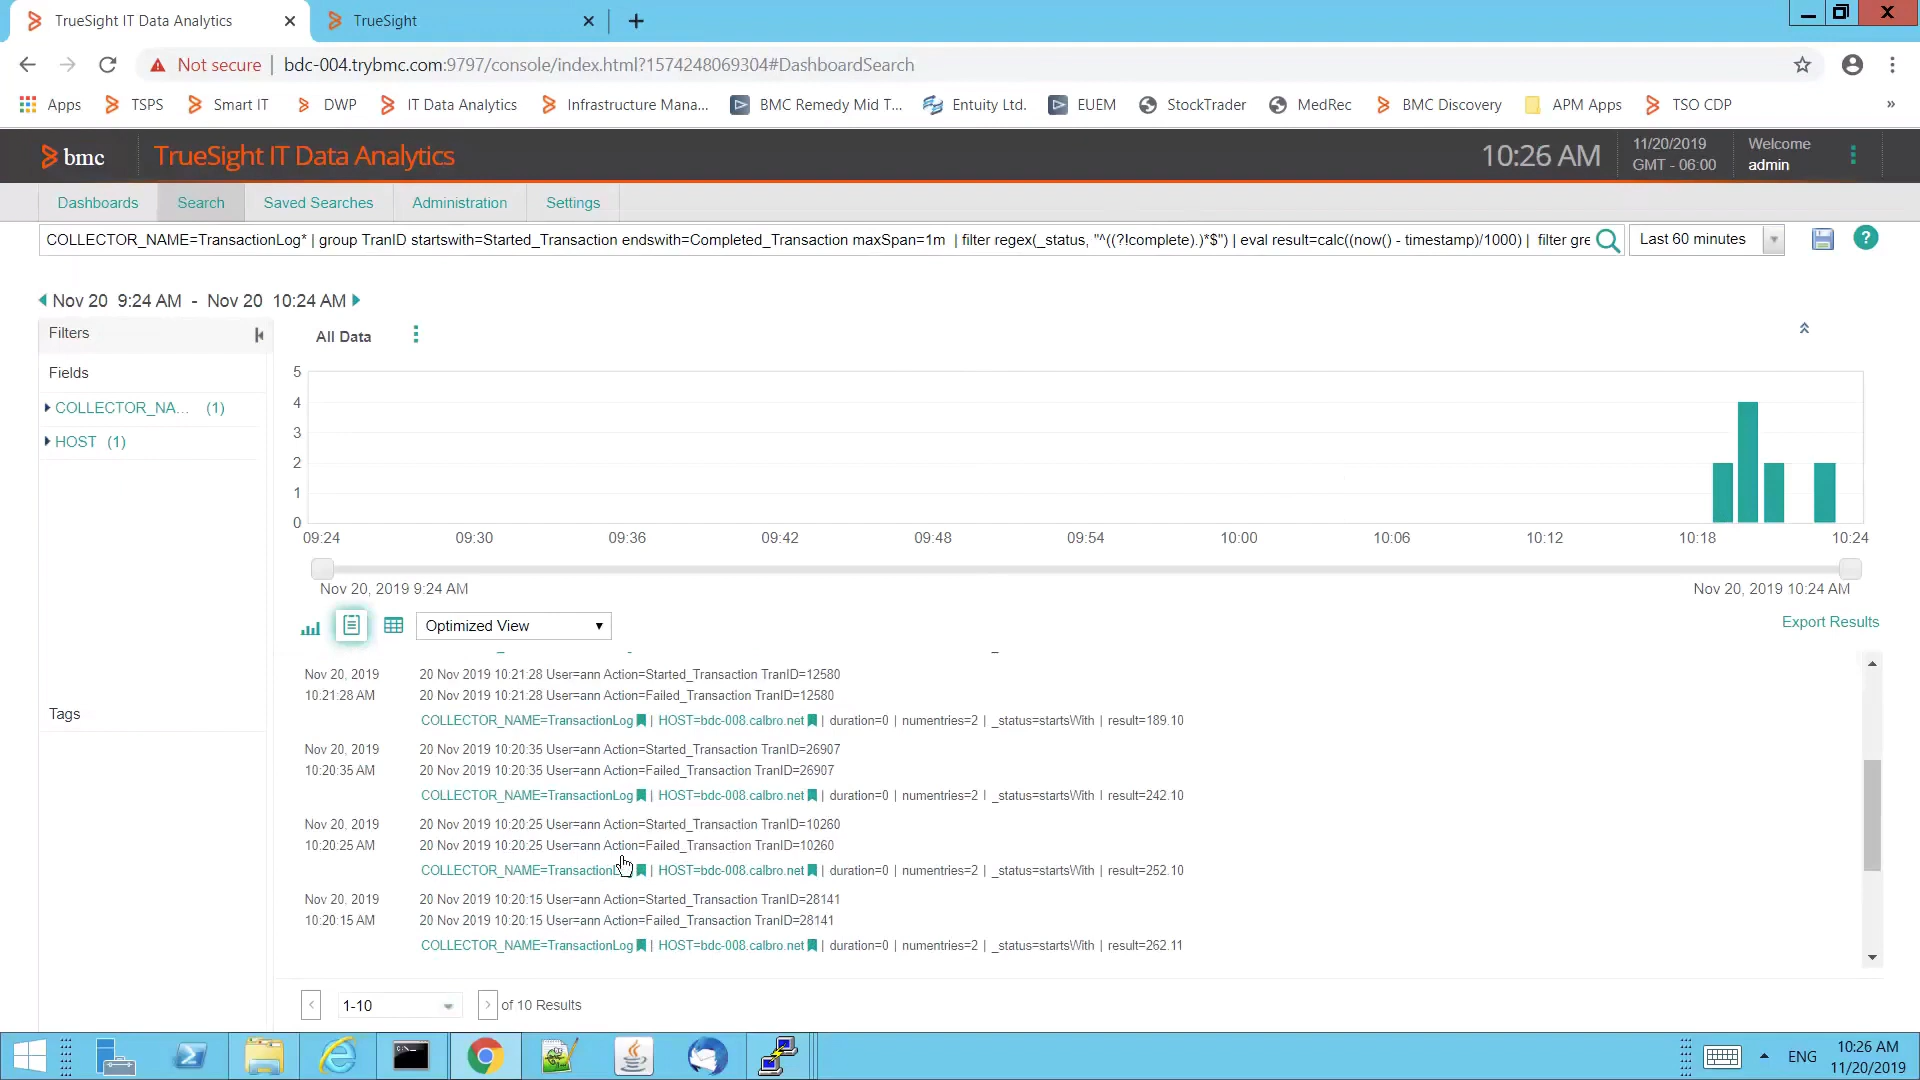 TrueSight IT Data Analytics
TrueSight
Not secure
bdc-004.trybmc.com:9797/console/index.html?1574248069304#DashboardSearch
Apps TSPS Smart IT DWP IT Data Analytics Infrastructure Mana... BMC Remedy Mid T... Entuity Ltd. EUEM StockTrader MedRec BMC Discovery APM Apps TSO CDP »
bmc TrueSight IT Data Analytics
10:26 AM
11/20/2019
GMT - 06:00
Welcome
admin
Dashboards Search Saved Searches Administration Settings
COLLECTOR_NAME=TransactionLog* | group TranID startswith=Started_Transaction endswith=Completed_Transaction maxSpan=1m | filter regex(_status, "^((?!complete).)*$") | eval result=calc((now() - timestamp)/1000) | filter gre
Last 60 minutes
?
Nov 20 9:24 AM - Nov 20 10:24 AM
Filters
Fields
COLLECTOR_NA... (1)
HOST (1)
Tags
All Data
5
4
3
2
1
0
09:24 09:30 09:36 09:42 09:48 09:54 10:00 10:06 10:12 10:18 10:24
Nov 20, 2019 9:24 AM
Nov 20, 2019 10:24 AM
Optimized View
Export Results
Nov 20, 2019 20 Nov 2019 10:21:28 User=ann Action=Started_Transaction TranID=12580
10:21:28 AM 20 Nov 2019 10:21:28 User=ann Action=Failed_Transaction TranID=12580
COLLECTOR_NAME=TransactionLog | HOST=bdc-008.calbro.net | duration=0 | numentries=2 | _status=startsWith | result=189.10
Nov 20, 2019 20 Nov 2019 10:20:35 User=ann Action=Started_Transaction TranID=26907
10:20:35 AM 20 Nov 2019 10:20:35 User=ann Action=Failed_Transaction TranID=26907
COLLECTOR_NAME=TransactionLog | HOST=bdc-008.calbro.net | duration=0 | numentries=2 | _status=startsWith | result=242.10
Nov 20, 2019 20 Nov 2019 10:20:25 User=ann Action=Started_Transaction TranID=10260
10:20:25 AM 20 Nov 2019 10:20:25 User=ann Action=Failed_Transaction TranID=10260
COLLECTOR_NAME=TransactionLog | HOST=bdc-008.calbro.net | duration=0 | numentries=2 | _status=startsWith | result=252.10
Nov 20, 2019 20 Nov 2019 10:20:15 User=ann Action=Started_Transaction TranID=28141
10:20:15 AM 20 Nov 2019 10:20:15 User=ann Action=Failed_Transaction TranID=28141
COLLECTOR_NAME=TransactionLog | HOST=bdc-008.calbro.net | duration=0 | numentries=2 | _status=startsWith | result=262.11
< 1-10 > of 10 Results
ENG
10:26 AM
11/20/2019